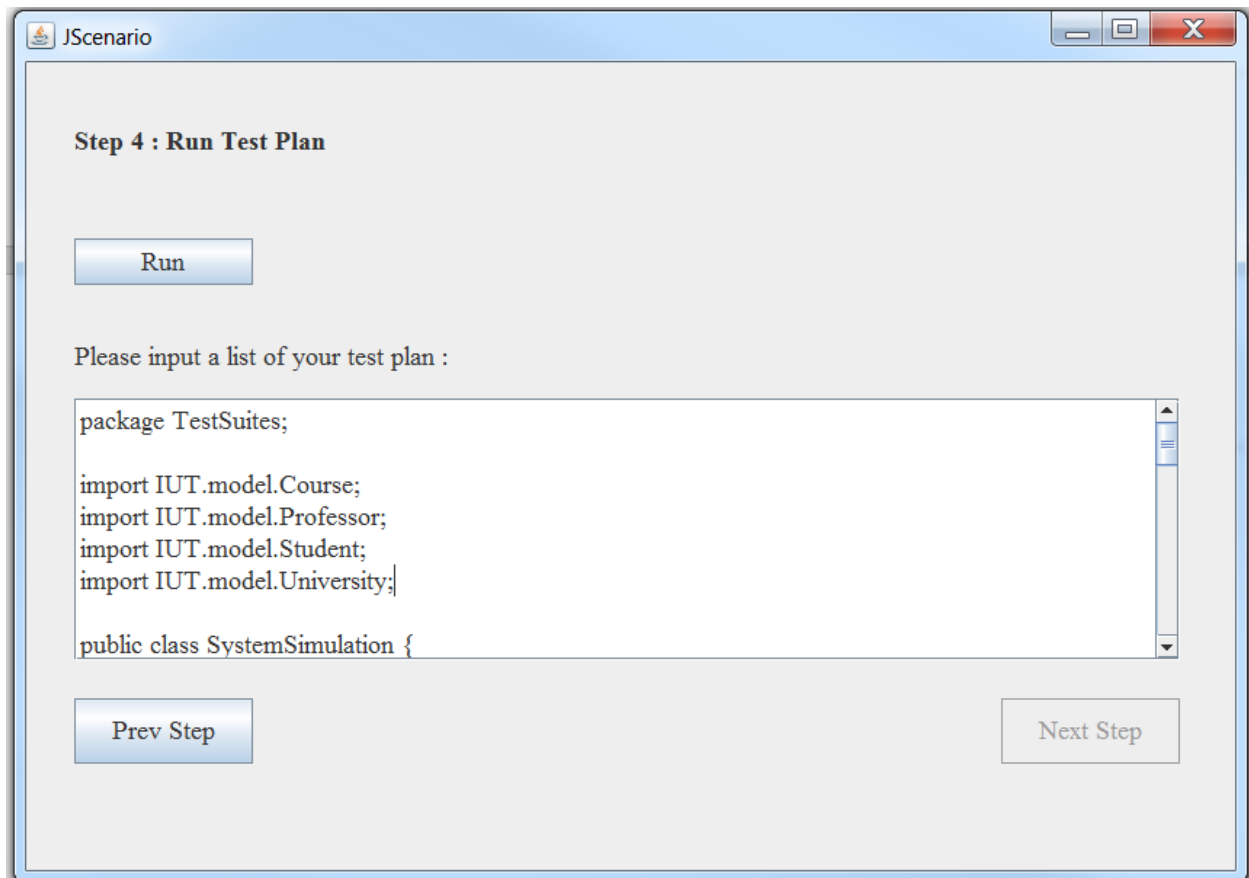 JScenario
Step 4 : Run Test Plan
Run
Please input a list of your test plan :
package TestSuites;
import IUT.model.Course;
import IUT.model.Professor;
import IUT.model.Student;
import IUT.model.University;
public class SystemSimulation {
Prev Step
Next Step